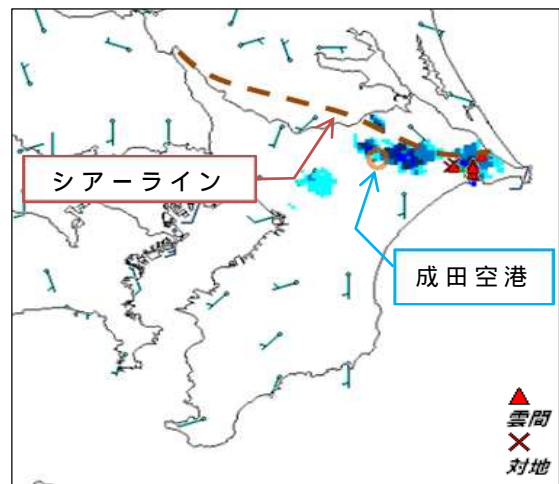 シアーライン
成田空港
雲間
対地